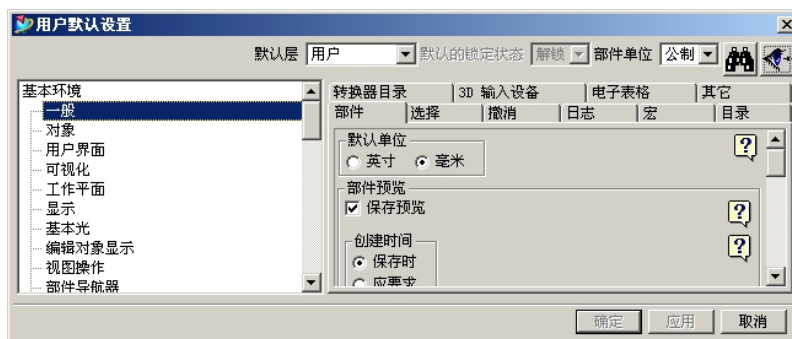 用户默认设置
默认层 用户 默认的锁定状态 解锁 部件单位 公制
基本环境
一般
对象
用户界面
可视化
工作平面
显示
基本光
编辑对象显示
视图操作
部件导航器
转换器目录 3D 输入设备 电子表格 其它
部件 选择 撤消 日志 宏 目录
默认单位
英寸 毫米
部件预览
保存预览
创建时间
保存时
应要求
确定 应用 取消